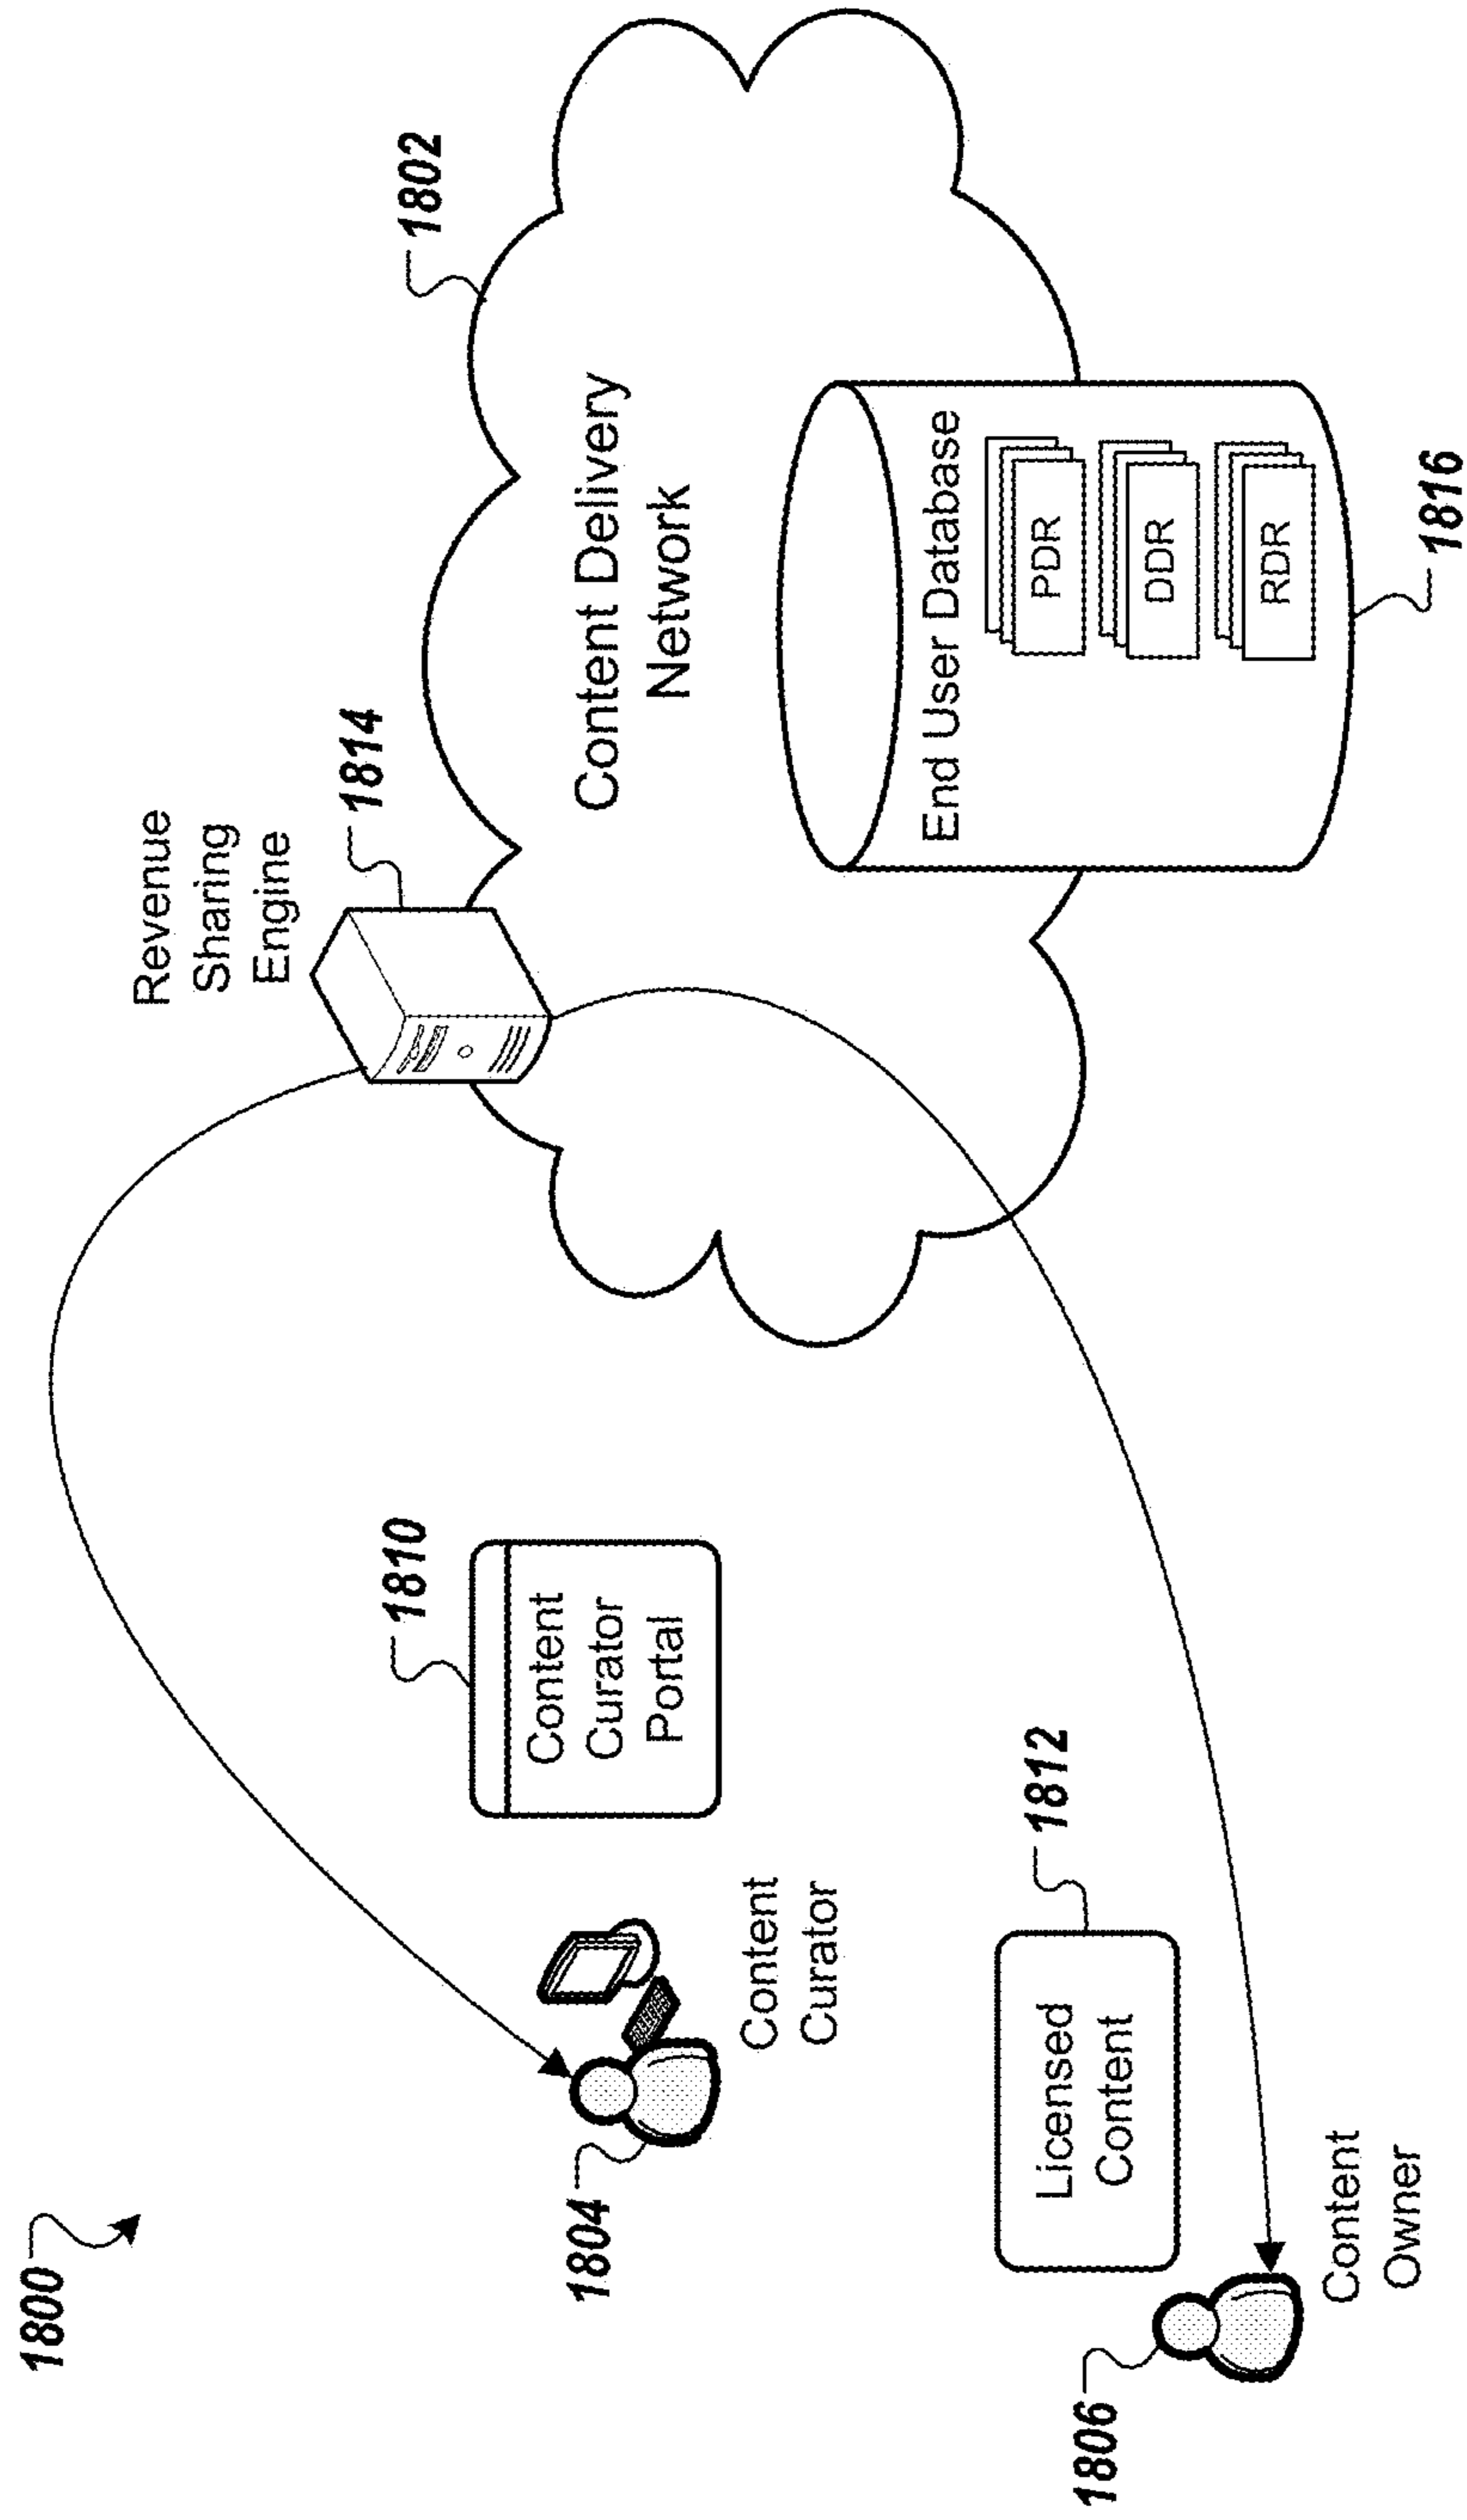 1800
1804
Content
Curator
1806
Content
Owner
Licensed
Content
1812
Content
Curator
Portal
1810
Revenue
Sharing
Engine
1814
Content Delivery
Network
1802
End User Database
PDR
DDR
RDR
1816